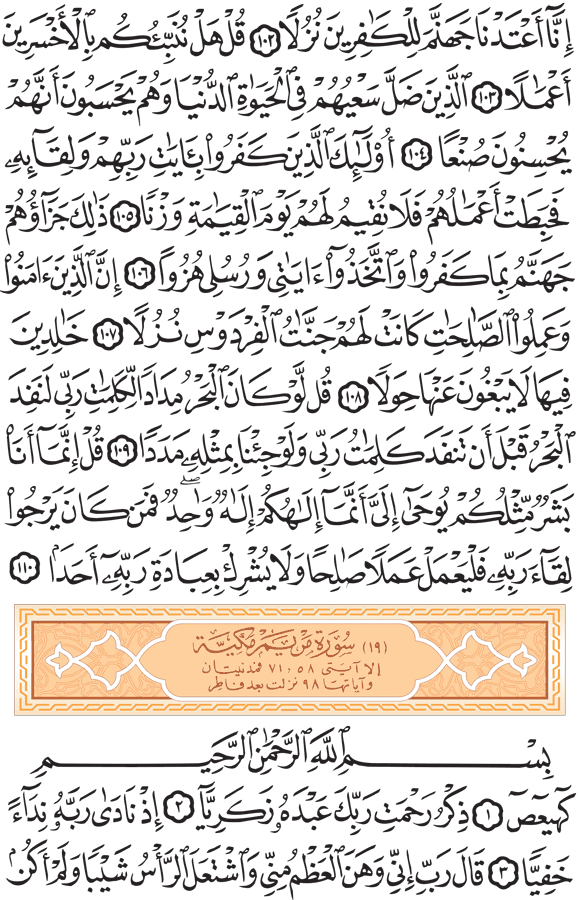 إِنَّآ أَعْتَدْنَا جَهَنَّمَ لِلْكَٰفِرِينَ نُزُلًا ١٠٢ قُلْ هَلْ نُنَبِّئُكُم بِٱلْأَخْسَرِينَ
أَعْمَٰلًا ١٠٣ ٱلَّذِينَ ضَلَّ سَعْيُهُمْ فِى ٱلْحَيَوٰةِ ٱلدُّنْيَا وَهُمْ يَحْسَبُونَ أَنَّهُمْ
يُحْسِنُونَ صُنْعًا ١٠٤ أُو۟لَٰٓئِكَ ٱلَّذِينَ كَفَرُوا۟ بِـَٔايَٰتِ رَبِّهِمْ وَلِقَآئِهِۦ
فَحَبِطَتْ أَعْمَٰلُهُمْ فَلَا نُقِيمُ لَهُمْ يَوْمَ ٱلْقِيَٰمَةِ وَزْنًا ١٠٥ ذَٰلِكَ جَزَآؤُهُمْ
جَهَنَّمُ بِمَا كَفَرُوا۟ وَٱتَّخَذُوٓا۟ ءَايَٰتِى وَرُسُلِى هُزُوًا ١٠٦ إِنَّ ٱلَّذِينَ ءَامَنُوا۟
وَعَمِلُوا۟ ٱلصَّٰلِحَٰتِ كَانَتْ لَهُمْ جَنَّٰتُ ٱلْفِرْدَوْسِ نُزُلًا ١٠٧ خَٰلِدِينَ
فِيهَا لَا يَبْغُونَ عَنْهَا حِوَلًا ١٠٨ قُل لَّوْ كَانَ ٱلْبَحْرُ مِدَادًا لِّكَلِمَٰتِ رَبِّى لَنَفِدَ
ٱلْبَحْرُ قَبْلَ أَن تَنفَدَ كَلِمَٰتُ رَبِّى وَلَوْ جِئْنَا بِمِثْلِهِۦ مَدَدًا ١٠٩ قُلْ إِنَّمَآ أَنَا۠
بَشَرٌ مِّثْلُكُمْ يُوحَىٰٓ إِلَىَّ أَنَّمَآ إِلَٰهُكُمْ إِلَٰهٌ وَٰحِدٌ ۖ فَمَن كَانَ يَرْجُوا۟
لِقَآءَ رَبِّهِۦ فَلْيَعْمَلْ عَمَلًا صَٰلِحًا وَلَا يُشْرِكْ بِعِبَادَةِ رَبِّهِۦٓ أَحَدًۢا ١١٠
(١٩) سُورَةُ مَرْيَمَ مَكِّيَّة
إلا آيتى ٥٨ و ٧١ فمدنيتان
وآياتها ٩٨ نزلت بعد فاطر
بِسْمِ ٱللَّهِ ٱلرَّحْمَٰنِ ٱلرَّحِيمِ
كٓهيعٓصٓ ١ ذِكْرُ رَحْمَتِ رَبِّكَ عَبْدَهُۥ زَكَرِيَّآ ٢ إِذْ نَادَىٰ رَبَّهُۥ نِدَآءً
خَفِيًّا ٣ قَالَ رَبِّ إِنِّى وَهَنَ ٱلْعَظْمُ مِنِّى وَٱشْتَعَلَ ٱلرَّأْسُ شَيْبًا وَلَمْ أَكُنۢ